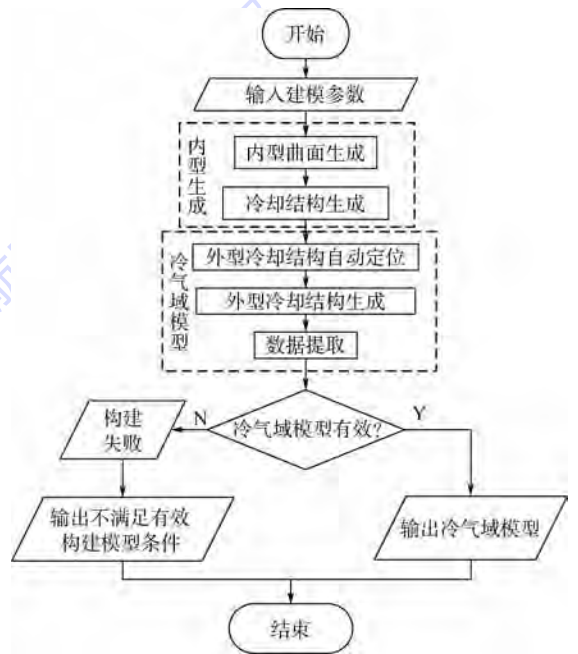 开始
输入建模参数
内型生成
内型曲面生成
冷却结构生成
冷气域模型
外型冷却结构自动定位
外型冷却结构生成
数据提取
冷气域模型有效?
N
Y
构建
失败
输出不满足有效
构建模型条件
输出冷气域模型
结束